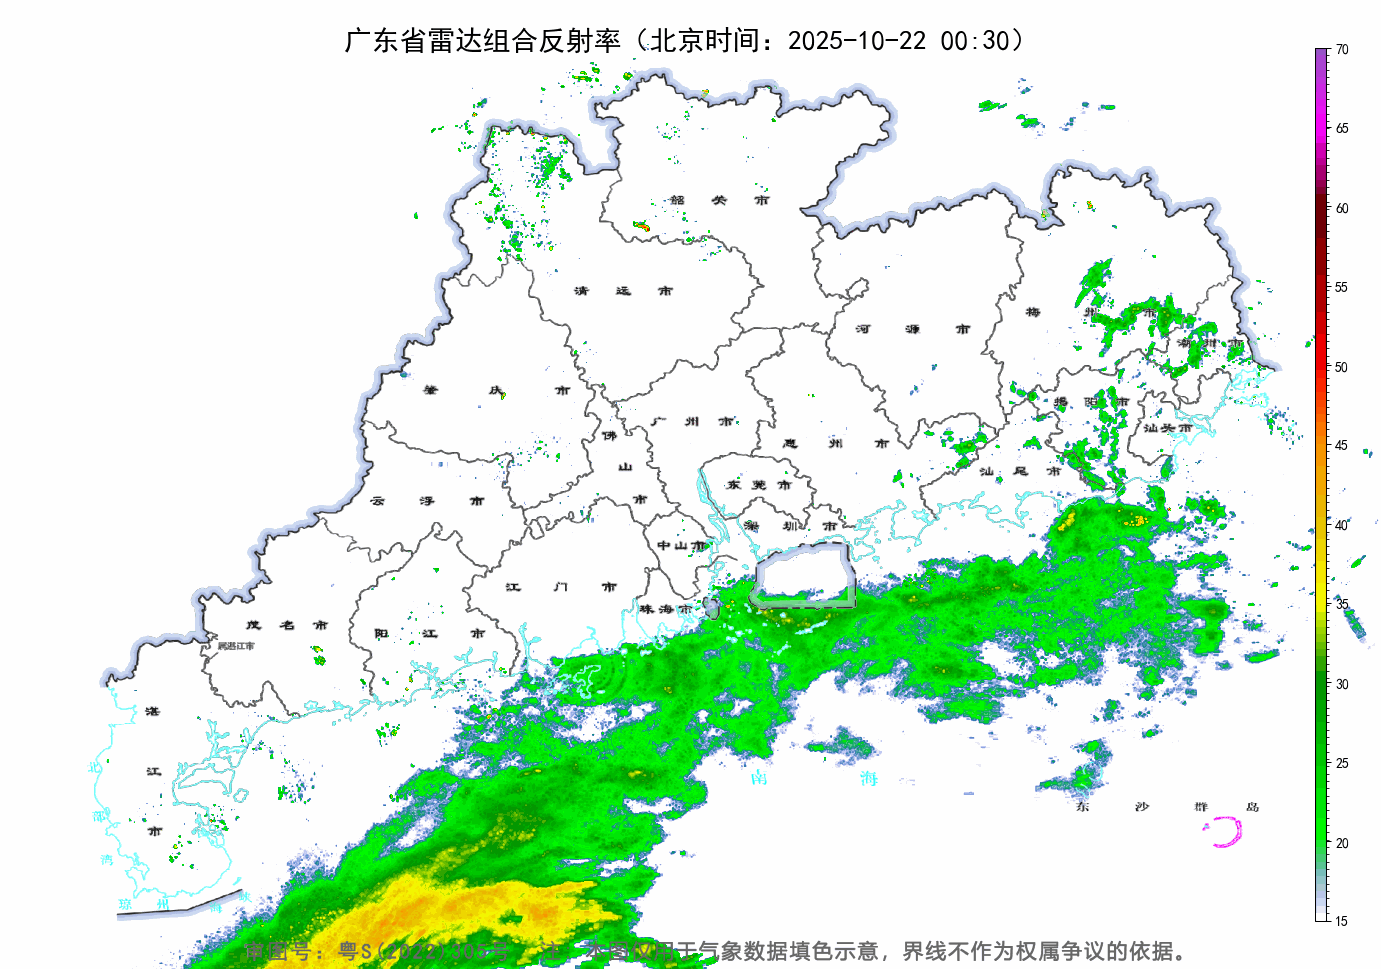 广东省雷达组合反射率（北京时间：2025-10-22 00:30）
70
65
60
55
50
45
40
35
30
25
20
15
韶关市
清远市
河源市
梅州市
潮州市
肇庆市
广州市
惠州市
揭阳市
汕头市
佛山市
东莞市
汕尾市
云浮市
深圳市
中山市
江门市
珠海市
茂名市
阳江市
属湛江市
湛江市
北部湾
琼州海峡
南海
东沙群岛
审图号：粤S(2022)305号 注：本图仅用于气象数据填色示意，界线不作为权属争议的依据。